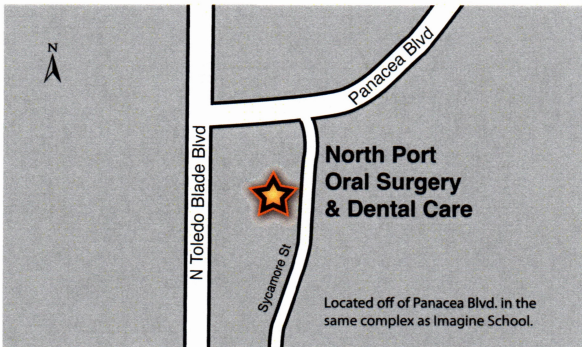 N
Panacea Blvd
N Toledo Blade Blvd
North Port
Oral Surgery
& Dental Care
Sycamore St
Located off of Panacea Blvd. in the
same complex as Imagine School.